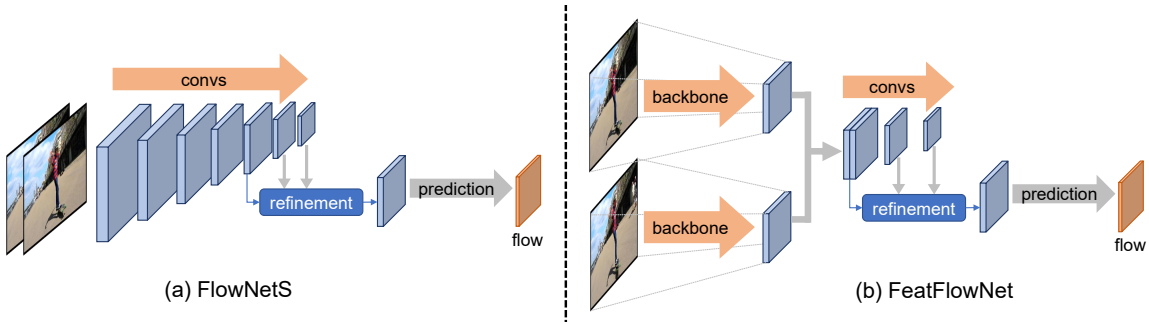 convs
refinement
prediction
flow
(a) FlowNetS
backbone
backbone
convs
refinement
prediction
flow
(b) FeatFlowNet